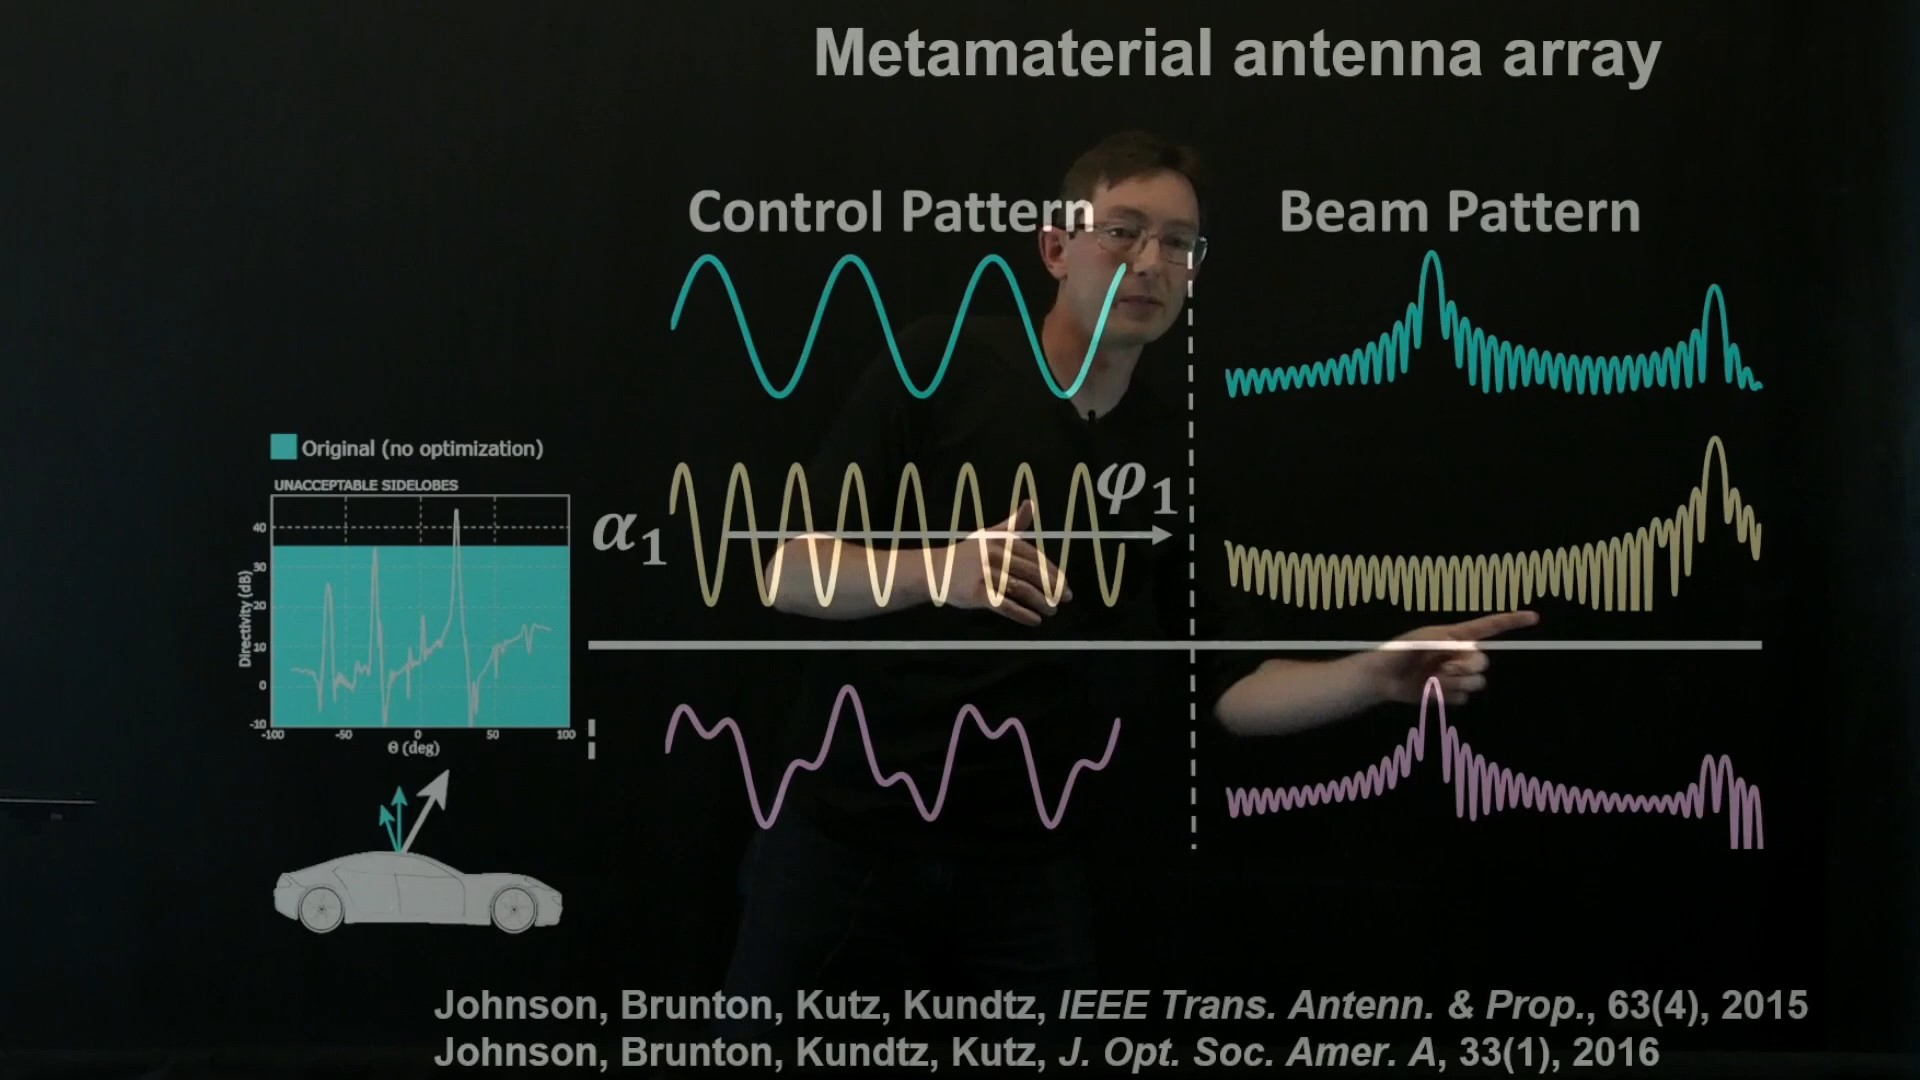 Metamaterial antenna array
Control Pattern
Beam Pattern
Original (no optimization)
UNACCEPTABLE SIDELOBES
40
30
20
10
0
-10
Directivity (dB)
-100
-50
0
50
100
Θ (deg)
α1
φ1
Johnson, Brunton, Kutz, Kundtz, IEEE Trans. Antenn. & Prop., 63(4), 2015
Johnson, Brunton, Kundtz, Kutz, J. Opt. Soc. Amer. A, 33(1), 2016